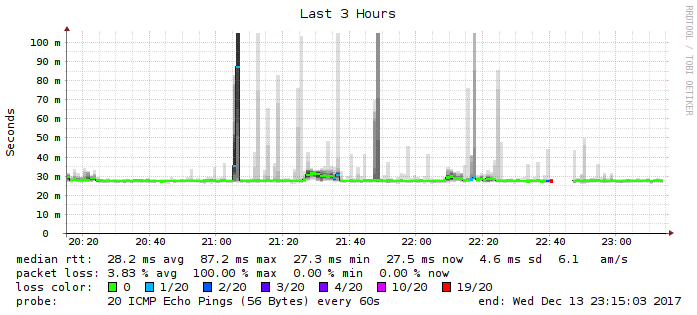 Last 3 Hours
RRDTOOL / TOBI OETIKER
Seconds
100 m
90 m
80 m
70 m
60 m
50 m
40 m
30 m
20 m
10 m
0
20:20 20:40 21:00 21:20 21:40 22:00 22:20 22:40 23:00
median rtt: 28.2 ms avg 87.2 ms max 27.3 ms min 27.5 ms now 4.6 ms sd 6.1 am/s
packet loss: 3.83 % avg 100.00 % max 0.00 % min 0.00 % now
loss color: 0 1/20 2/20 3/20 4/20 10/20 19/20
probe: 20 ICMP Echo Pings (56 Bytes) every 60s end: Wed Dec 13 23:15:03 2017